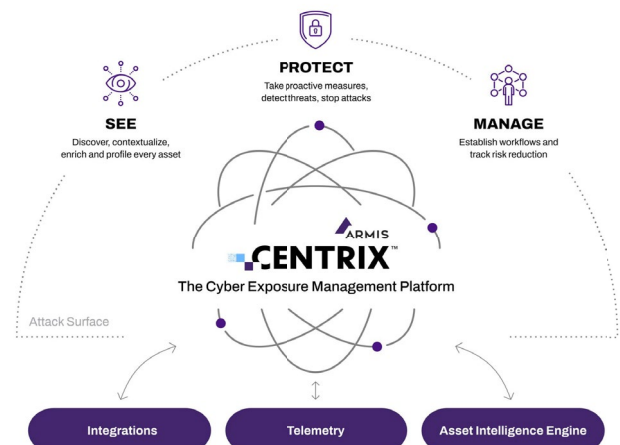 PROTECT
Take proactive measures,
detect threats, stop attacks
SEE
Discover, contextualize,
enrich and profile every asset
MANAGE
Establish workflows and
track risk reduction
ARMIS
CENTRIX™
The Cyber Exposure Management Platform
Attack Surface
Integrations
Telemetry
Asset Intelligence Engine